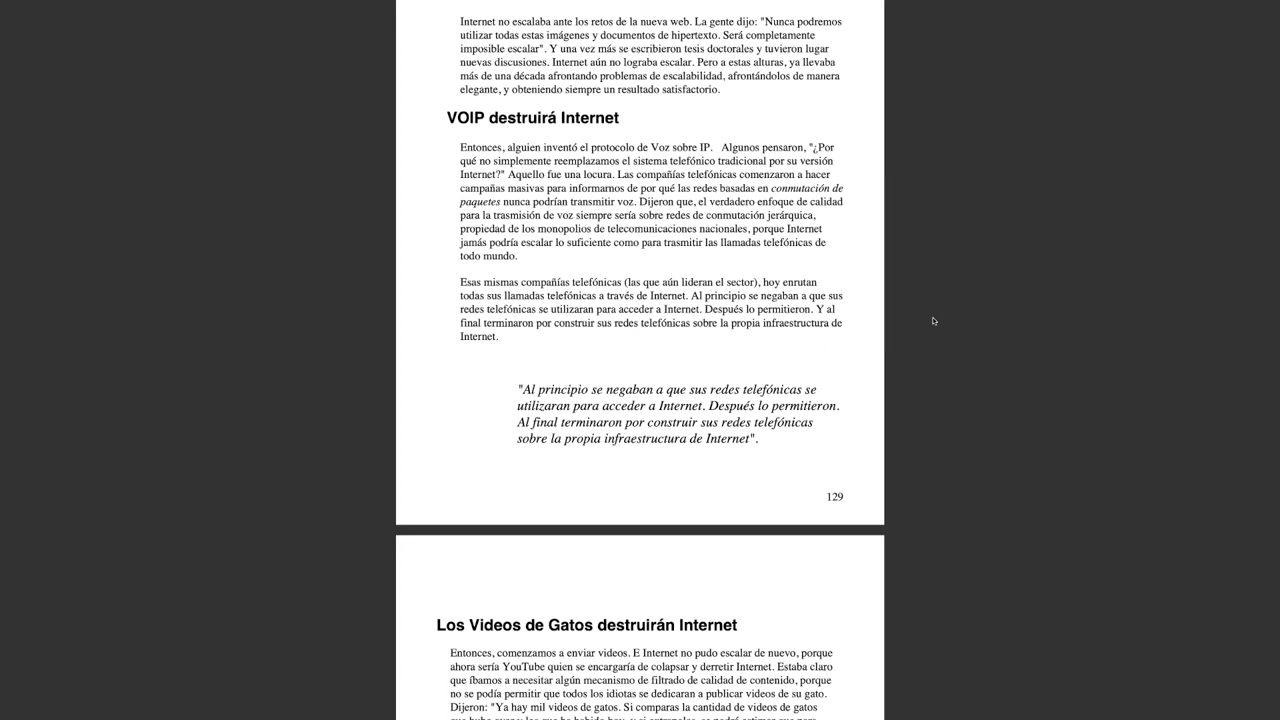 Internet no escalaba ante los retos de la nueva web. La gente dijo: "Nunca podremos
utilizar todas estas imágenes y documentos de hipertexto. Será completamente
imposible escalar". Y una vez más se escribieron tesis doctorales y tuvieron lugar
nuevas discusiones. Internet aún no lograba escalar. Pero a estas alturas, ya llevaba
más de una década afrontando problemas de escalabilidad, afrontándolos de manera
elegante, y obteniendo siempre un resultado satisfactorio.
VOIP destruirá Internet
Entonces, alguien inventó el protocolo de Voz sobre IP. Algunos pensaron, "¿Por
qué no simplemente reemplazamos el sistema telefónico tradicional por su versión
Internet?" Aquello fue una locura. Las compañías telefónicas comenzaron a hacer
campañas masivas para informarnos de por qué las redes basadas en conmutación de
paquetes nunca podrían transmitir voz. Dijeron que, el verdadero enfoque de calidad
para la trasmisión de voz siempre sería sobre redes de conmutación jerárquica,
propiedad de los monopolios de telecomunicaciones nacionales, porque Internet
jamás podría escalar lo suficiente como para trasmitir las llamadas telefónicas de
todo mundo.
Esas mismas compañías telefónicas (las que aún lideran el sector), hoy enrutan
todas sus llamadas telefónicas a través de Internet. Al principio se negaban a que sus
redes telefónicas se utilizaran para acceder a Internet. Después lo permitieron. Y al
final terminaron por construir sus redes telefónicas sobre la propia infraestructura de
Internet.
"Al principio se negaban a que sus redes telefónicas se
utilizaran para acceder a Internet. Después lo permitieron.
Al final terminaron por construir sus redes telefónicas
sobre la propia infraestructura de Internet".
129
Los Videos de Gatos destruirán Internet
Entonces, comenzamos a enviar videos. E Internet no pudo escalar de nuevo, porque
ahora sería YouTube quien se encargaría de colapsar y derretir Internet. Estaba claro
que íbamos a necesitar algún mecanismo de filtrado de calidad de contenido, porque
no se podía permitir que todos los idiotas se dedicaran a publicar videos de su gato.
Dijeron: "Ya hay mil videos de gatos. Si comparas la cantidad de videos de gatos